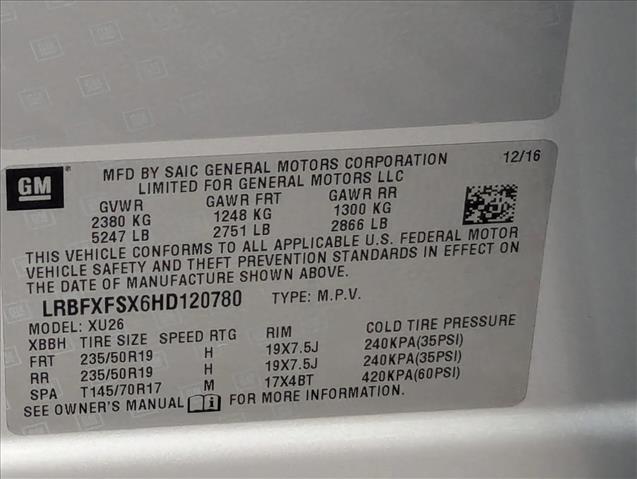 GM
MFD BY SAIC GENERAL MOTORS CORPORATION 12/16
LIMITED FOR GENERAL MOTORS LLC
GVWR GAWR FRT GAWR RR
2380 KG 1248 KG 1300 KG
5247 LB 2751 LB 2866 LB
THIS VEHICLE CONFORMS TO ALL APPLICABLE U.S. FEDERAL MOTOR
VEHICLE SAFETY AND THEFT PREVENTION STANDARDS IN EFFECT ON
THE DATE OF MANUFACTURE SHOWN ABOVE.
LRBFXFSX6HD120780 TYPE: M.P.V.
MODEL: XU26
XBBH TIRE SIZE SPEED RTG RIM COLD TIRE PRESSURE
FRT 235/50R19 H 19X7.5J 240KPA(35PSI)
RR 235/50R19 H 19X7.5J 240KPA(35PSI)
SPA T145/70R17 M 17X4BT 420KPA(60PSI)
SEE OWNER'S MANUAL FOR MORE INFORMATION.